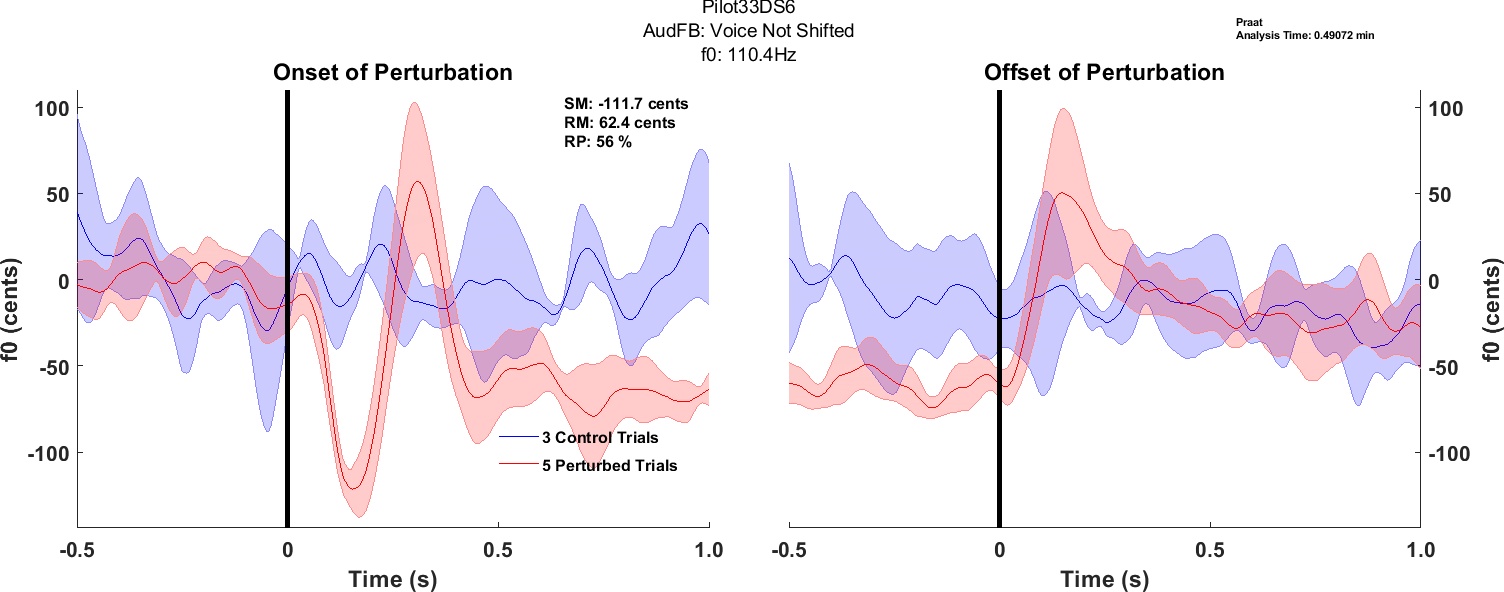 Pilot33DS6
AudFB: Voice Not Shifted
f0: 110.4Hz
Praat
Analysis Time: 0.49072 min
Onset of Perturbation
SM: -111.7 cents
RM: 62.4 cents
RP: 56 %
100
50
0
-50
-100
f0 (cents)
3 Control Trials
5 Perturbed Trials
-0.5 0 0.5 1.0
Time (s)
Offset of Perturbation
100
50
0
-50
-100
f0 (cents)
-0.5 0 0.5 1.0
Time (s)